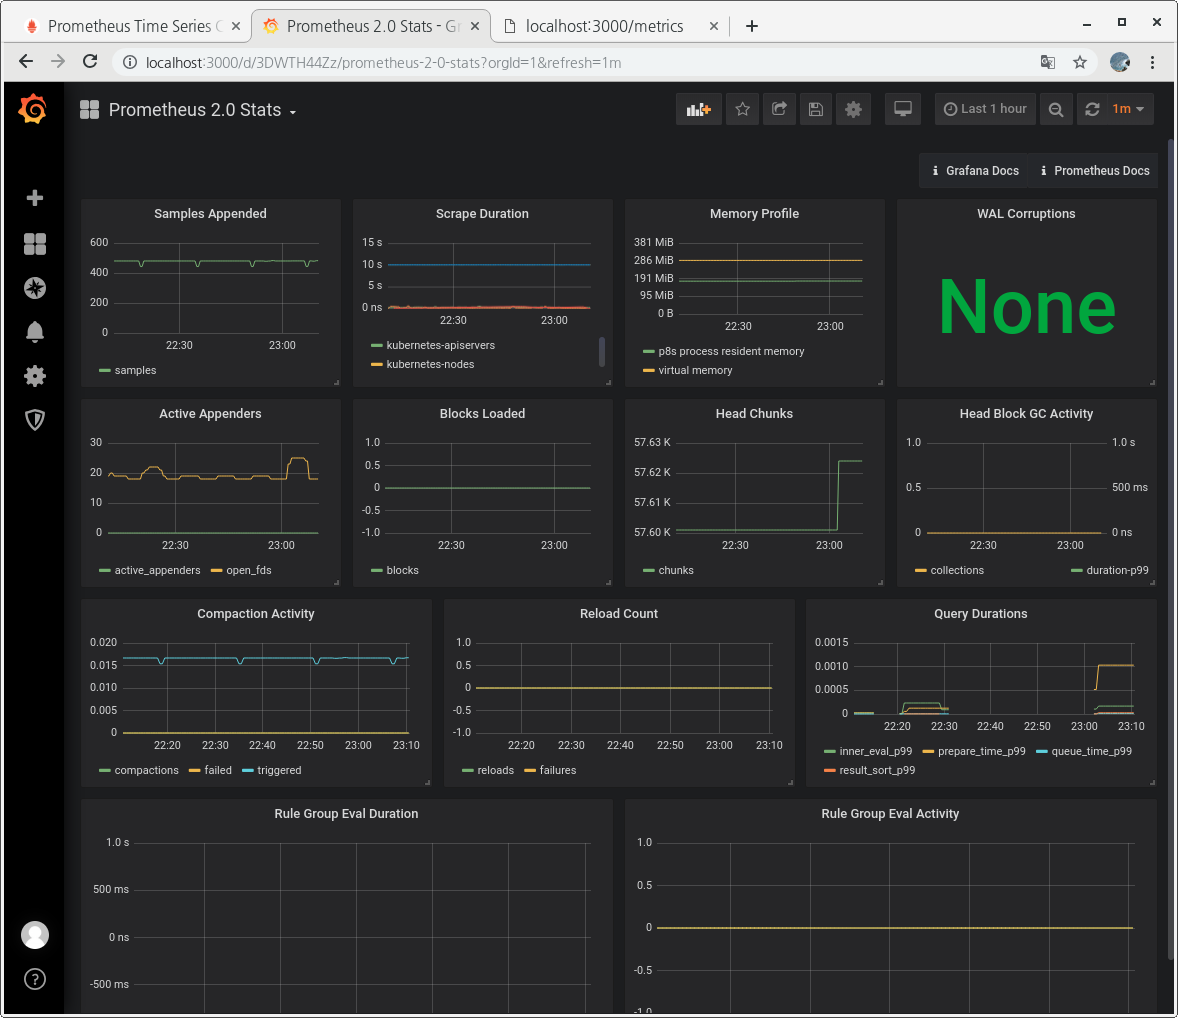 Prometheus Time Series
Prometheus 2.0 Stats - Gr
localhost:3000/metrics
localhost:3000/d/3DWTH44Zz/prometheus-2-0-stats?orgId=1&refresh=1m
Prometheus 2.0 Stats
Last 1 hour
1m
Grafana Docs
Prometheus Docs
Samples Appended
600
400
200
0
22:30 23:00
samples
Scrape Duration
15 s
10 s
5 s
0 ns
22:30 23:00
kubernetes-apiservers
kubernetes-nodes
Memory Profile
381 MiB
286 MiB
191 MiB
95 MiB
0 B
22:30 23:00
p8s process resident memory
virtual memory
WAL Corruptions
None
Active Appenders
30
20
10
0
22:30 23:00
active_appenders open_fds
Blocks Loaded
1.0
0.5
0
-0.5
-1.0
22:30 23:00
blocks
Head Chunks
57.63 K
57.62 K
57.61 K
57.60 K
22:30 23:00
chunks
Head Block GC Activity
1.0 1.0 s
0.5 500 ms
0 0 ns
22:30 23:00
collections duration-p99
Compaction Activity
0.020
0.015
0.010
0.005
0
22:20 22:30 22:40 22:50 23:00 23:10
compactions failed triggered
Reload Count
1.0
0.5
0
-0.5
-1.0
22:20 22:30 22:40 22:50 23:00 23:10
reloads failures
Query Durations
0.0015
0.0010
0.0005
0
22:20 22:30 22:40 22:50 23:00 23:10
inner_eval_p99 prepare_time_p99 queue_time_p99
result_sort_p99
Rule Group Eval Duration
1.0 s
500 ms
0 ns
-500 ms
Rule Group Eval Activity
1.0
0.5
0
-0.5
-1.0